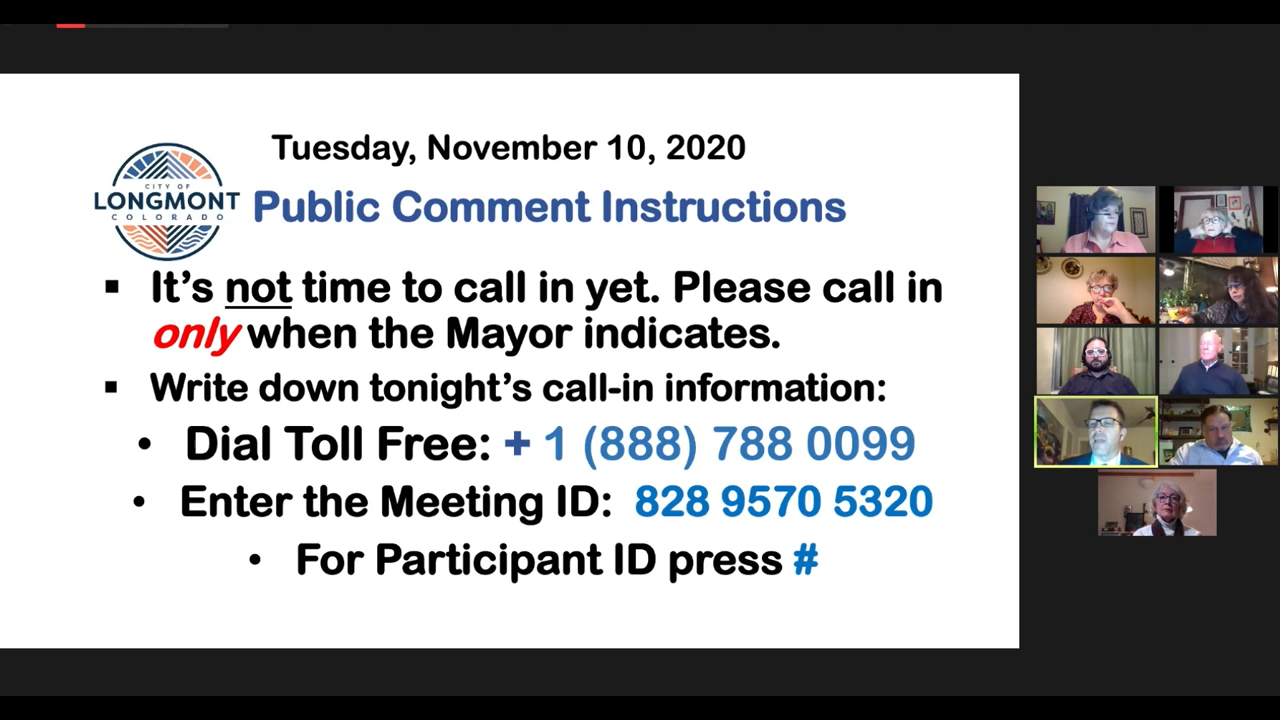 Tuesday, November 10, 2020
CITY OF
LONGMONT
COLORADO
Public Comment Instructions
▪ It's not time to call in yet. Please call in
only when the Mayor indicates.
▪ Write down tonight's call-in information:
• Dial Toll Free: + 1 (888) 788 0099
• Enter the Meeting ID: 828 9570 5320
• For Participant ID press #